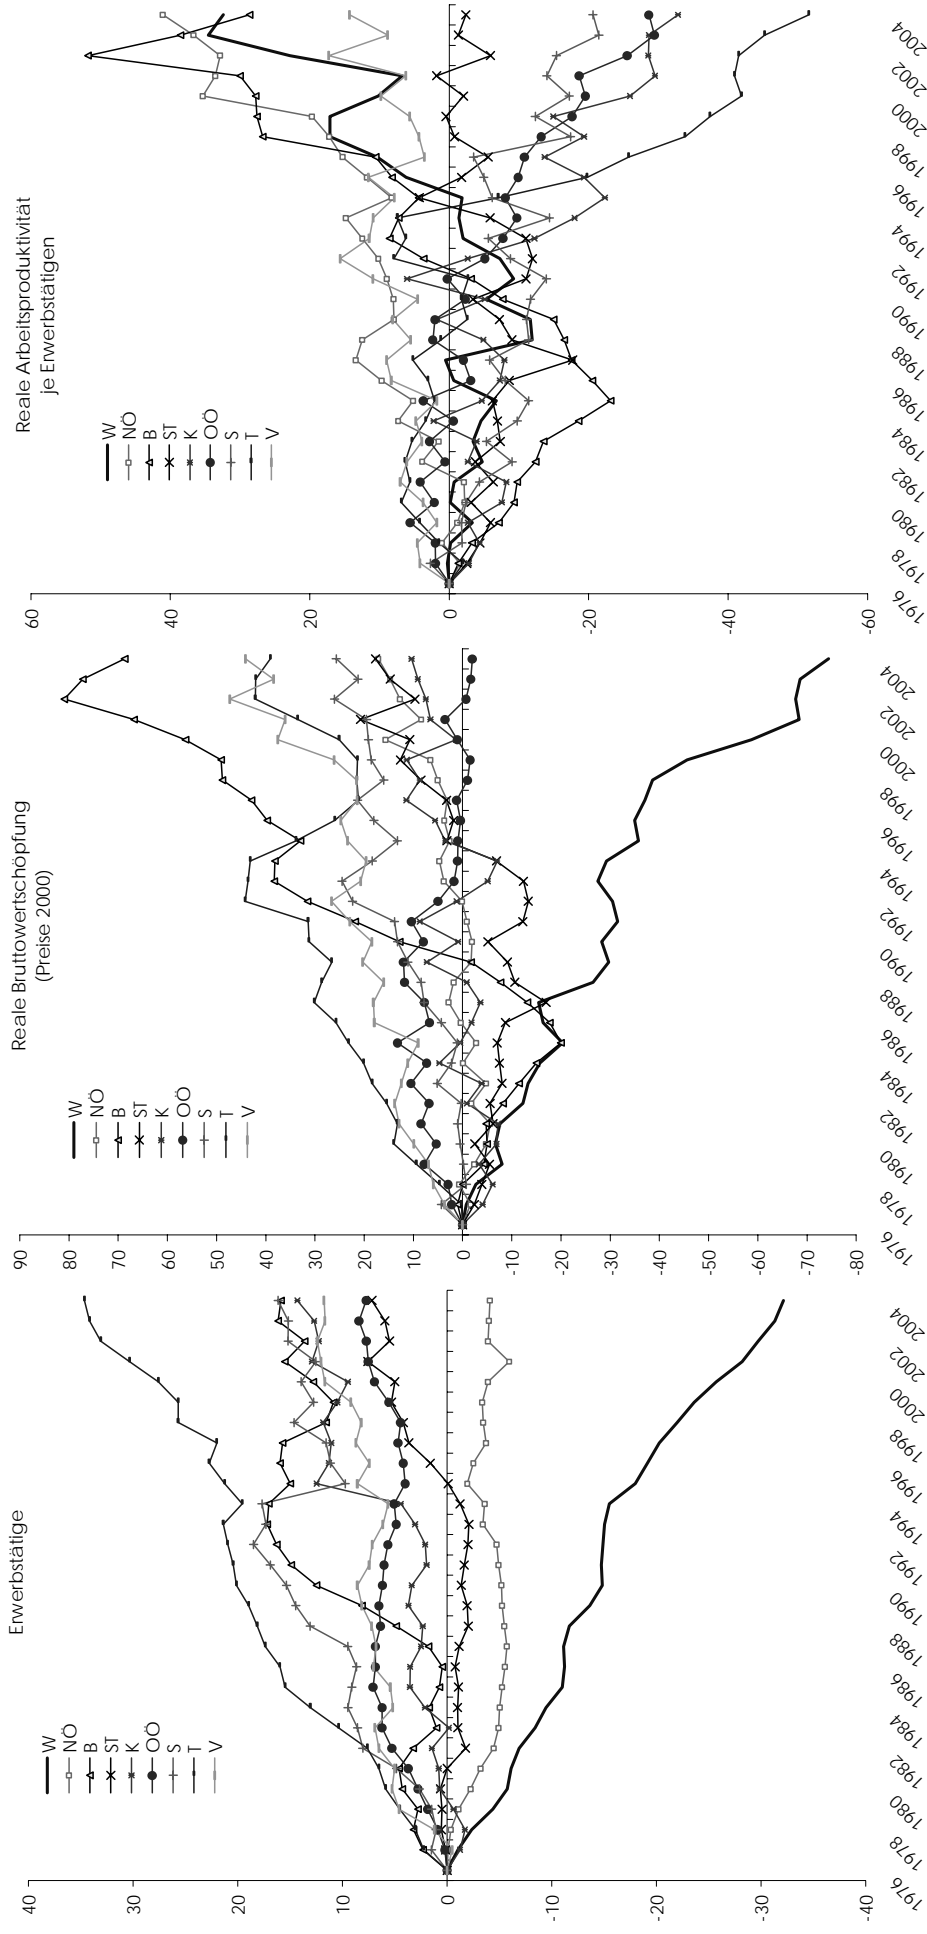 Erwerbstätige
W
NÖ
B
ST
K
OÖ
S
T
V
40
30
20
10
0
-10
-20
-30
-40
1976 1978 1980 1982 1984 1986 1988 1990 1992 1994 1996 1998 2000 2002 2004
Reale Bruttowertschöpfung
(Preise 2000)
W
NÖ
B
ST
K
OÖ
S
T
V
90
80
70
60
50
40
30
20
10
0
-10
-20
-30
-40
-50
-60
-70
-80
1976 1978 1980 1982 1984 1986 1988 1990 1992 1994 1996 1998 2000 2002 2004
Reale Arbeitsproduktivität
je Erwerbstätigen
W
NÖ
B
ST
K
OÖ
S
T
V
60
40
20
0
-20
-40
-60
1976 1978 1980 1982 1984 1986 1988 1990 1992 1994 1996 1998 2000 2002 2004